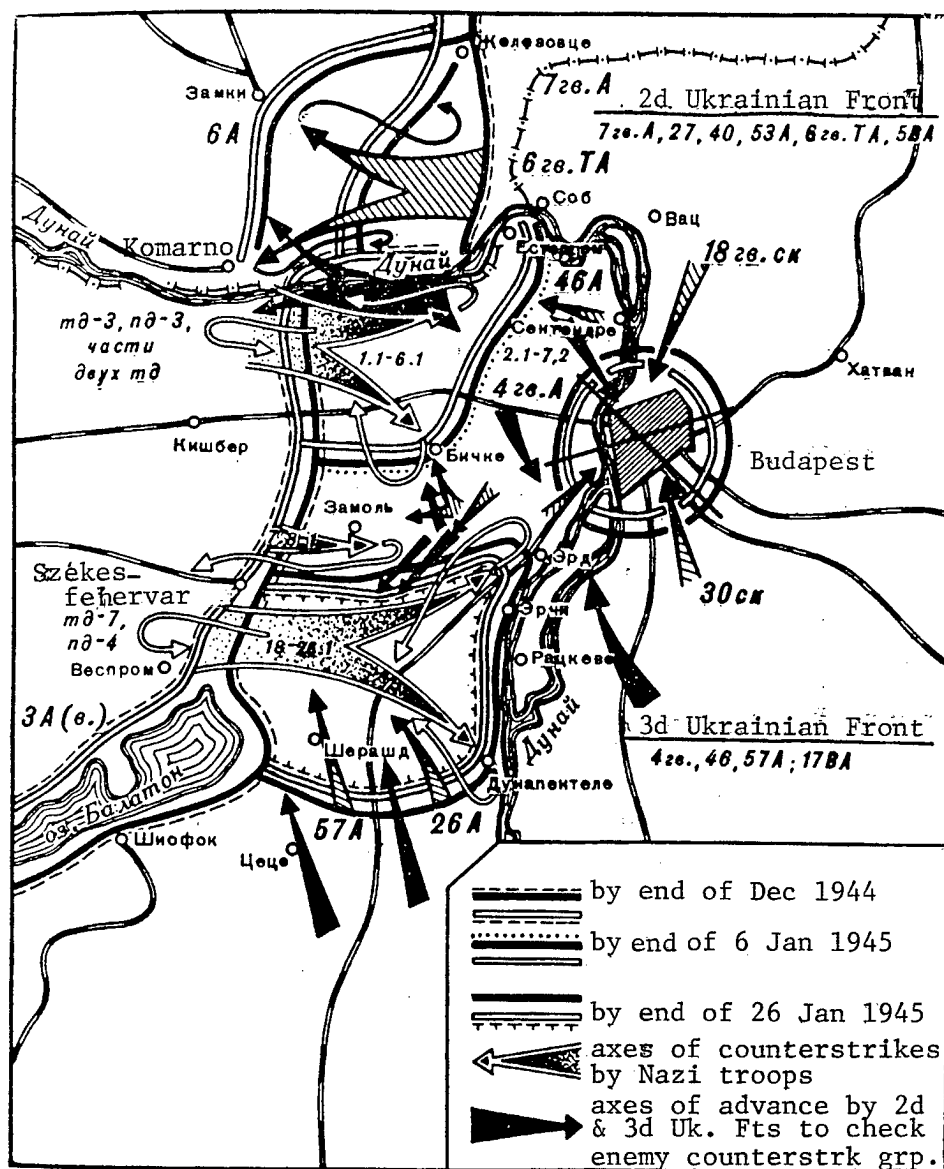 Железовце
Замки
7гв.А
2d Ukrainian Front
7гв.А, 27, 40, 53А, 6гв.ТА, 5ВА
6А
6гв.ТА
Соб
Вац
Дунай
Komarno
Дунай
Естергом
18гв.ск
46А
тд-3, пд-3,
части
двух тд
1.1-6.1
2.1-7,2
Сентендре
4гв.А
Хатван
Кишбер
Бичке
Budapest
Замоль
Эрд
30ск
Székes-
fehervar
тд-7,
пд-4
Эрчи
18-26.1
Веспром
Рацкеве
3А(в.)
Дунай
3d Ukrainian Front
4гв., 46, 57А; 17ВА
Шерашд
Дунапентеле
оз. Балатон
57А
26А
Шиофок
Цеце
by end of Dec 1944
by end of 6 Jan 1945
by end of 26 Jan 1945
axes of counterstrikes
by Nazi troops
axes of advance by 2d
& 3d Uk. Fts to check
enemy counterstrk grp.